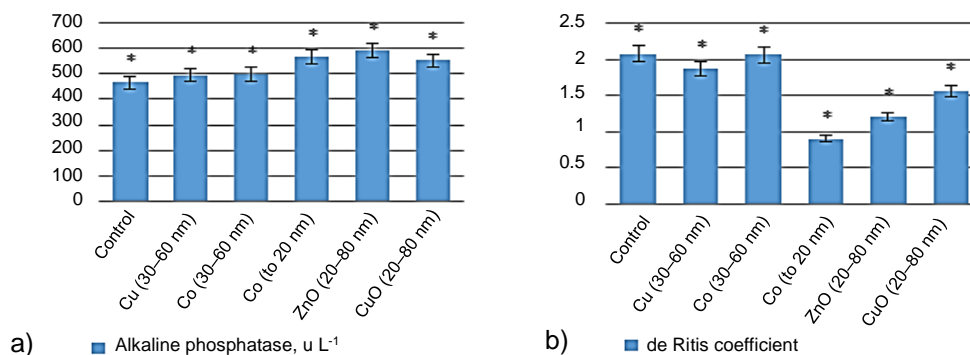 700
600
500
400
300
200
100
0
* * * * * *
Control
Cu (30–60 nm)
Co (30–60 nm)
Co (to 20 nm)
ZnO (20–80 nm)
CuO (20–80 nm)
a)
Alkaline phosphatase, u L-1
2.5
2
1.5
1
0.5
0
* * * * * *
Control
Cu (30–60 nm)
Co (30–60 nm)
Co (to 20 nm)
ZnO (20–80 nm)
CuO (20–80 nm)
b)
de Ritis coefficient